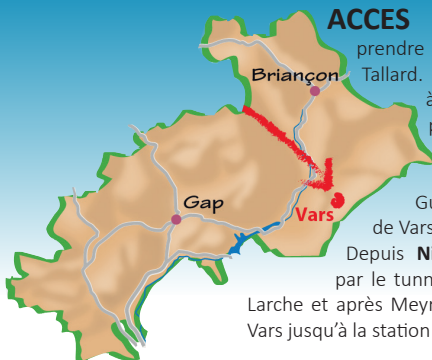 ACCES
prendre
Briançon
Tallard.
à
Gap
Vars
de Vars
Depuis
par le tunn
Larche et après Meyr
Vars jusqu'à la station